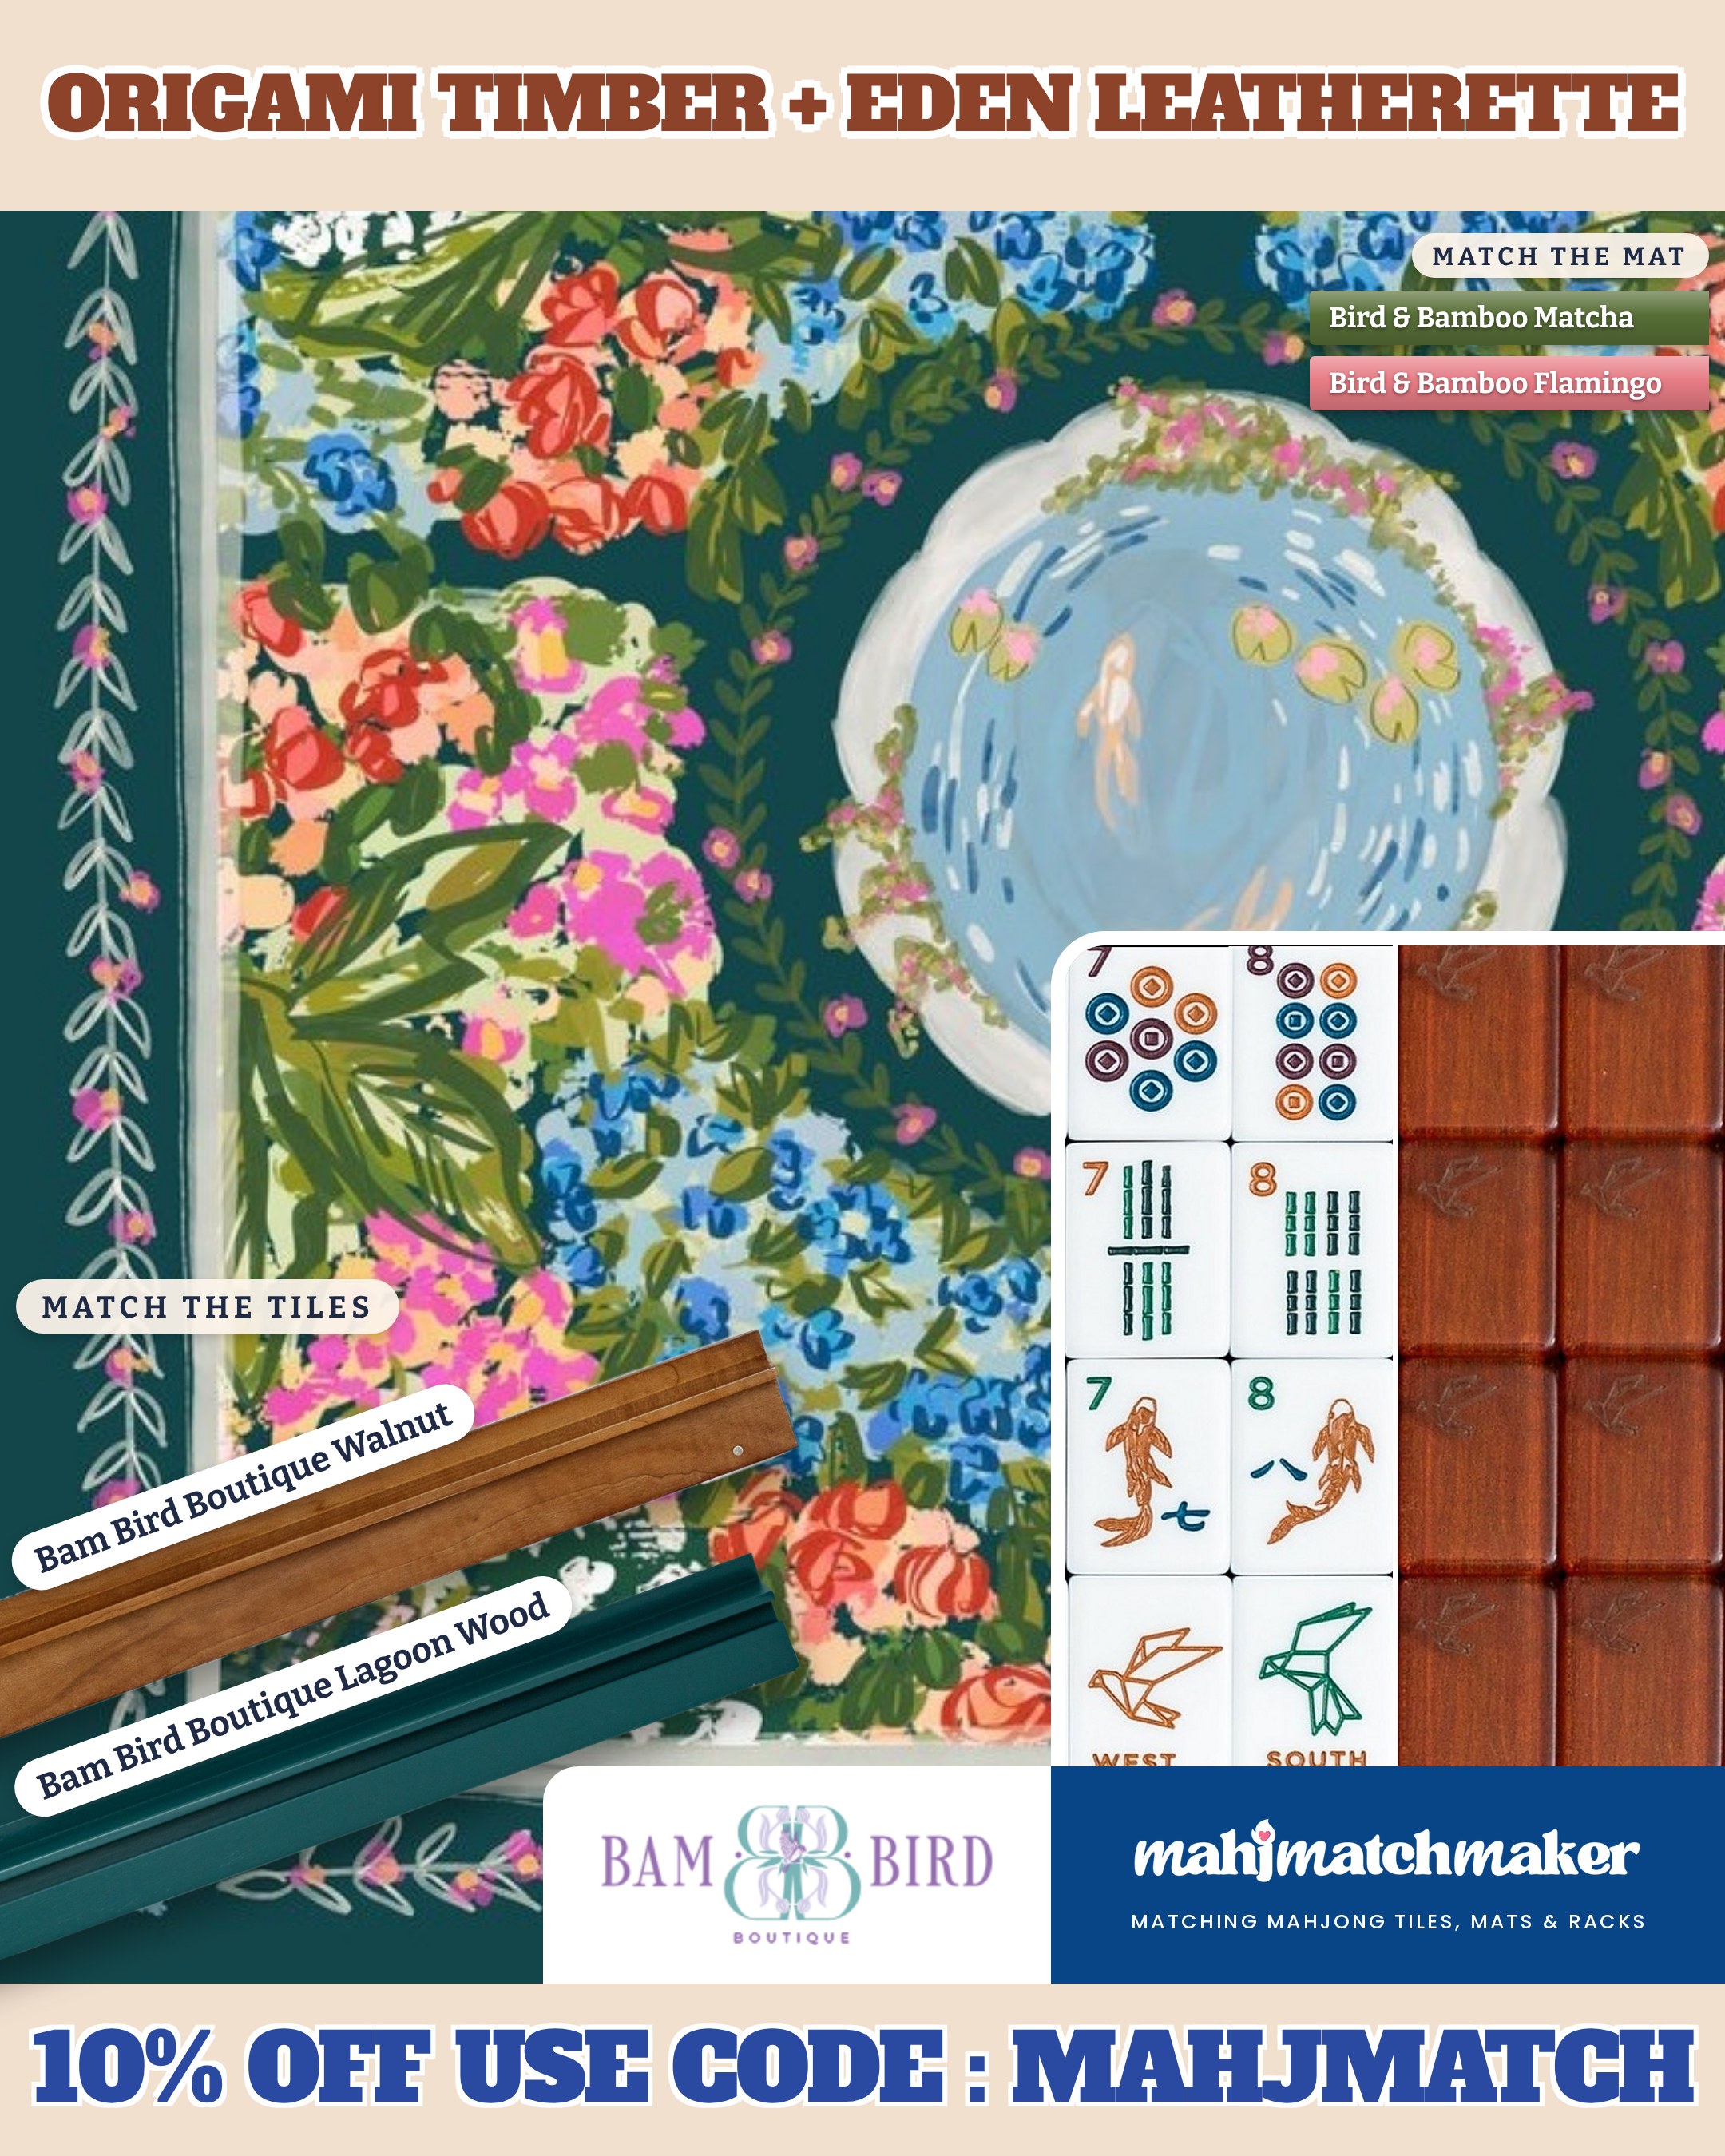 ORIGAMI TIMBER + EDEN LEATHERETTE
MATCH THE MAT
Bird & Bamboo Matcha
Bird & Bamboo Flamingo
7 8
7 8
7 8
七 八
WEST SOUTH
MATCH THE TILES
Bam Bird Boutique Walnut
Bam Bird Boutique Lagoon Wood
BAM BIRD
BOUTIQUE
mahjmatchmaker
MATCHING MAHJONG TILES, MATS & RACKS
10% OFF USE CODE : MAHJMATCH